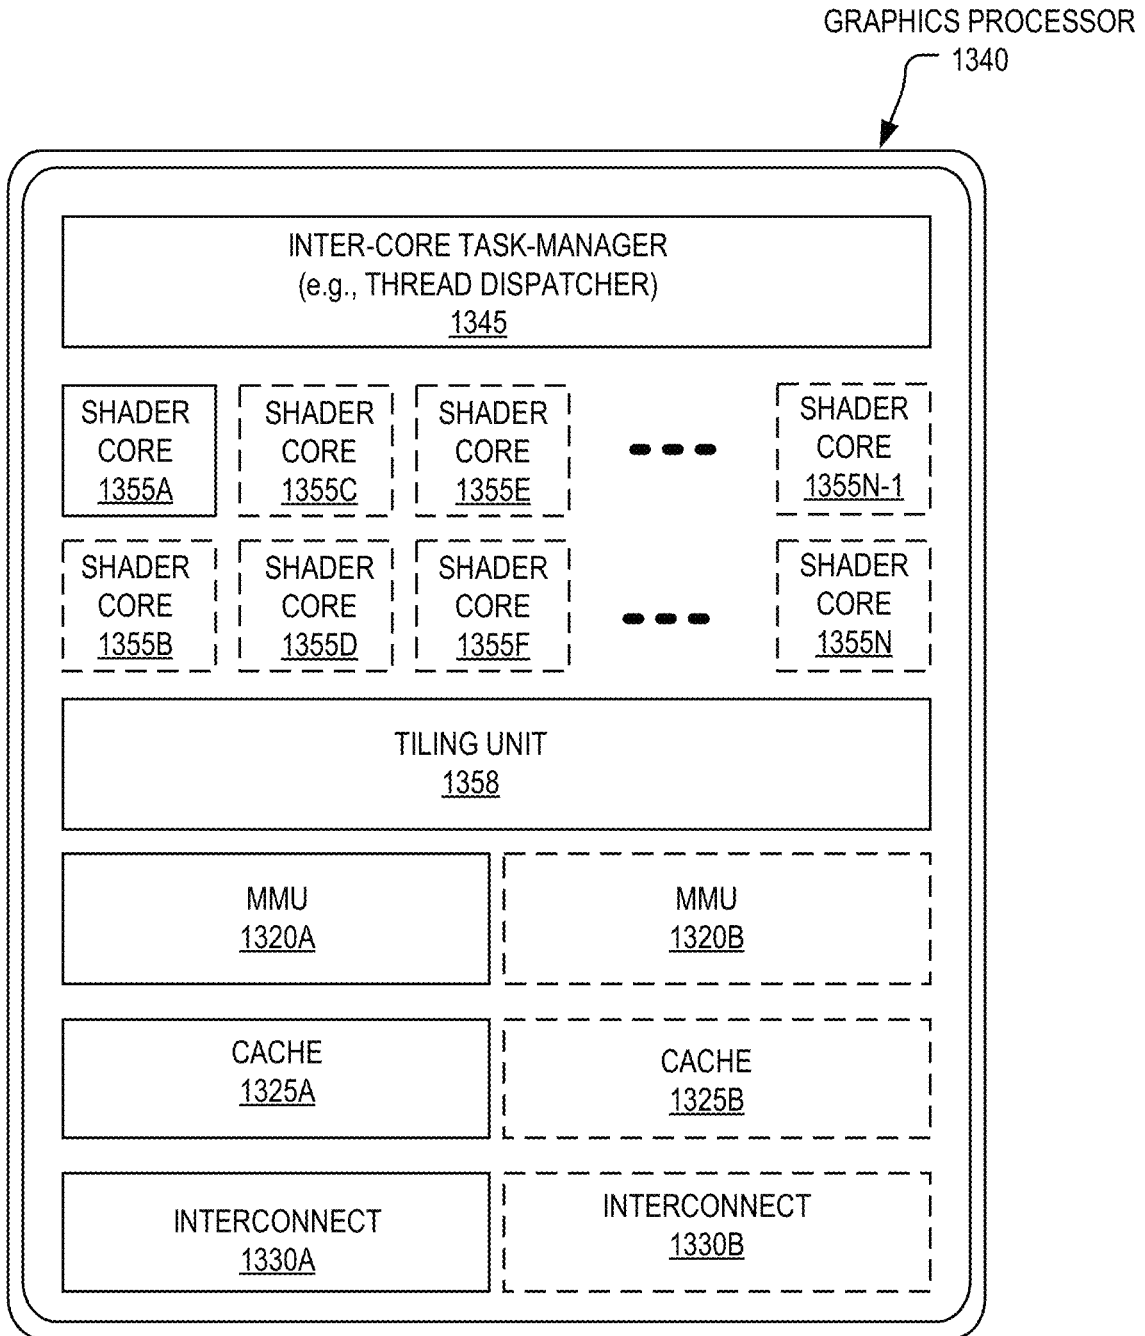 GRAPHICS PROCESSOR
1340
INTER-CORE TASK-MANAGER
(e.g., THREAD DISPATCHER)
1345
SHADER
CORE
1355A
SHADER
CORE
1355C
SHADER
CORE
1355E
SHADER
CORE
1355N-1
SHADER
CORE
1355B
SHADER
CORE
1355D
SHADER
CORE
1355F
SHADER
CORE
1355N
TILING UNIT
1358
MMU
1320A
MMU
1320B
CACHE
1325A
CACHE
1325B
INTERCONNECT
1330A
INTERCONNECT
1330B